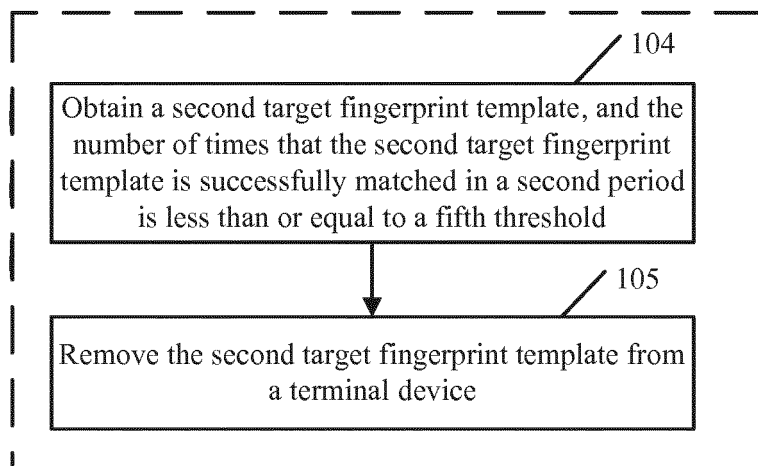 104
Obtain a second target fingerprint template, and the
number of times that the second target fingerprint
template is successfully matched in a second period
is less than or equal to a fifth threshold
105
Remove the second target fingerprint template from
a terminal device